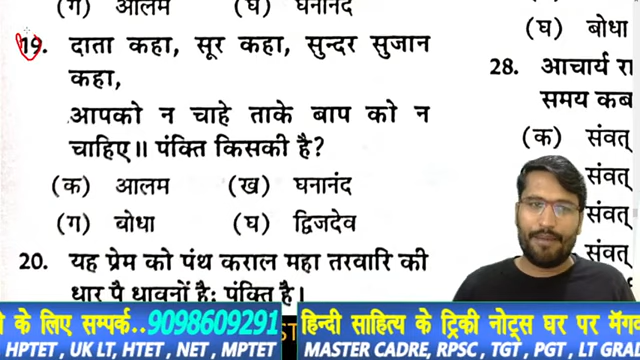 (ग) आलम (घ) घनानंद
19. दाता कहा, सूर कहा, सुन्दर सुजान
कहा,
आपको न चाहे ताके बाप को न
चाहिए॥ पंक्ति किसकी है?
(क) आलम (ख) घनानंद
(ग) बोधा (घ) द्विजदेव
20. यह प्रेम को पंथ कराल महा तरवारि की
धार पै धावनों है: पंक्ति है।
(घ) बोधा
28. आचार्य रा
समय कब
(क) संवत्
संवत्
संवत्
संवत्
के लिए सम्पर्क..9098609291
हिन्दी साहित्य के ट्रिकी नोट्स घर पर मॅगव
HPTET, UK LT, HTET, NET, MPTET
MASTER CADRE, RPSC, TGT, PGT, LT GRA